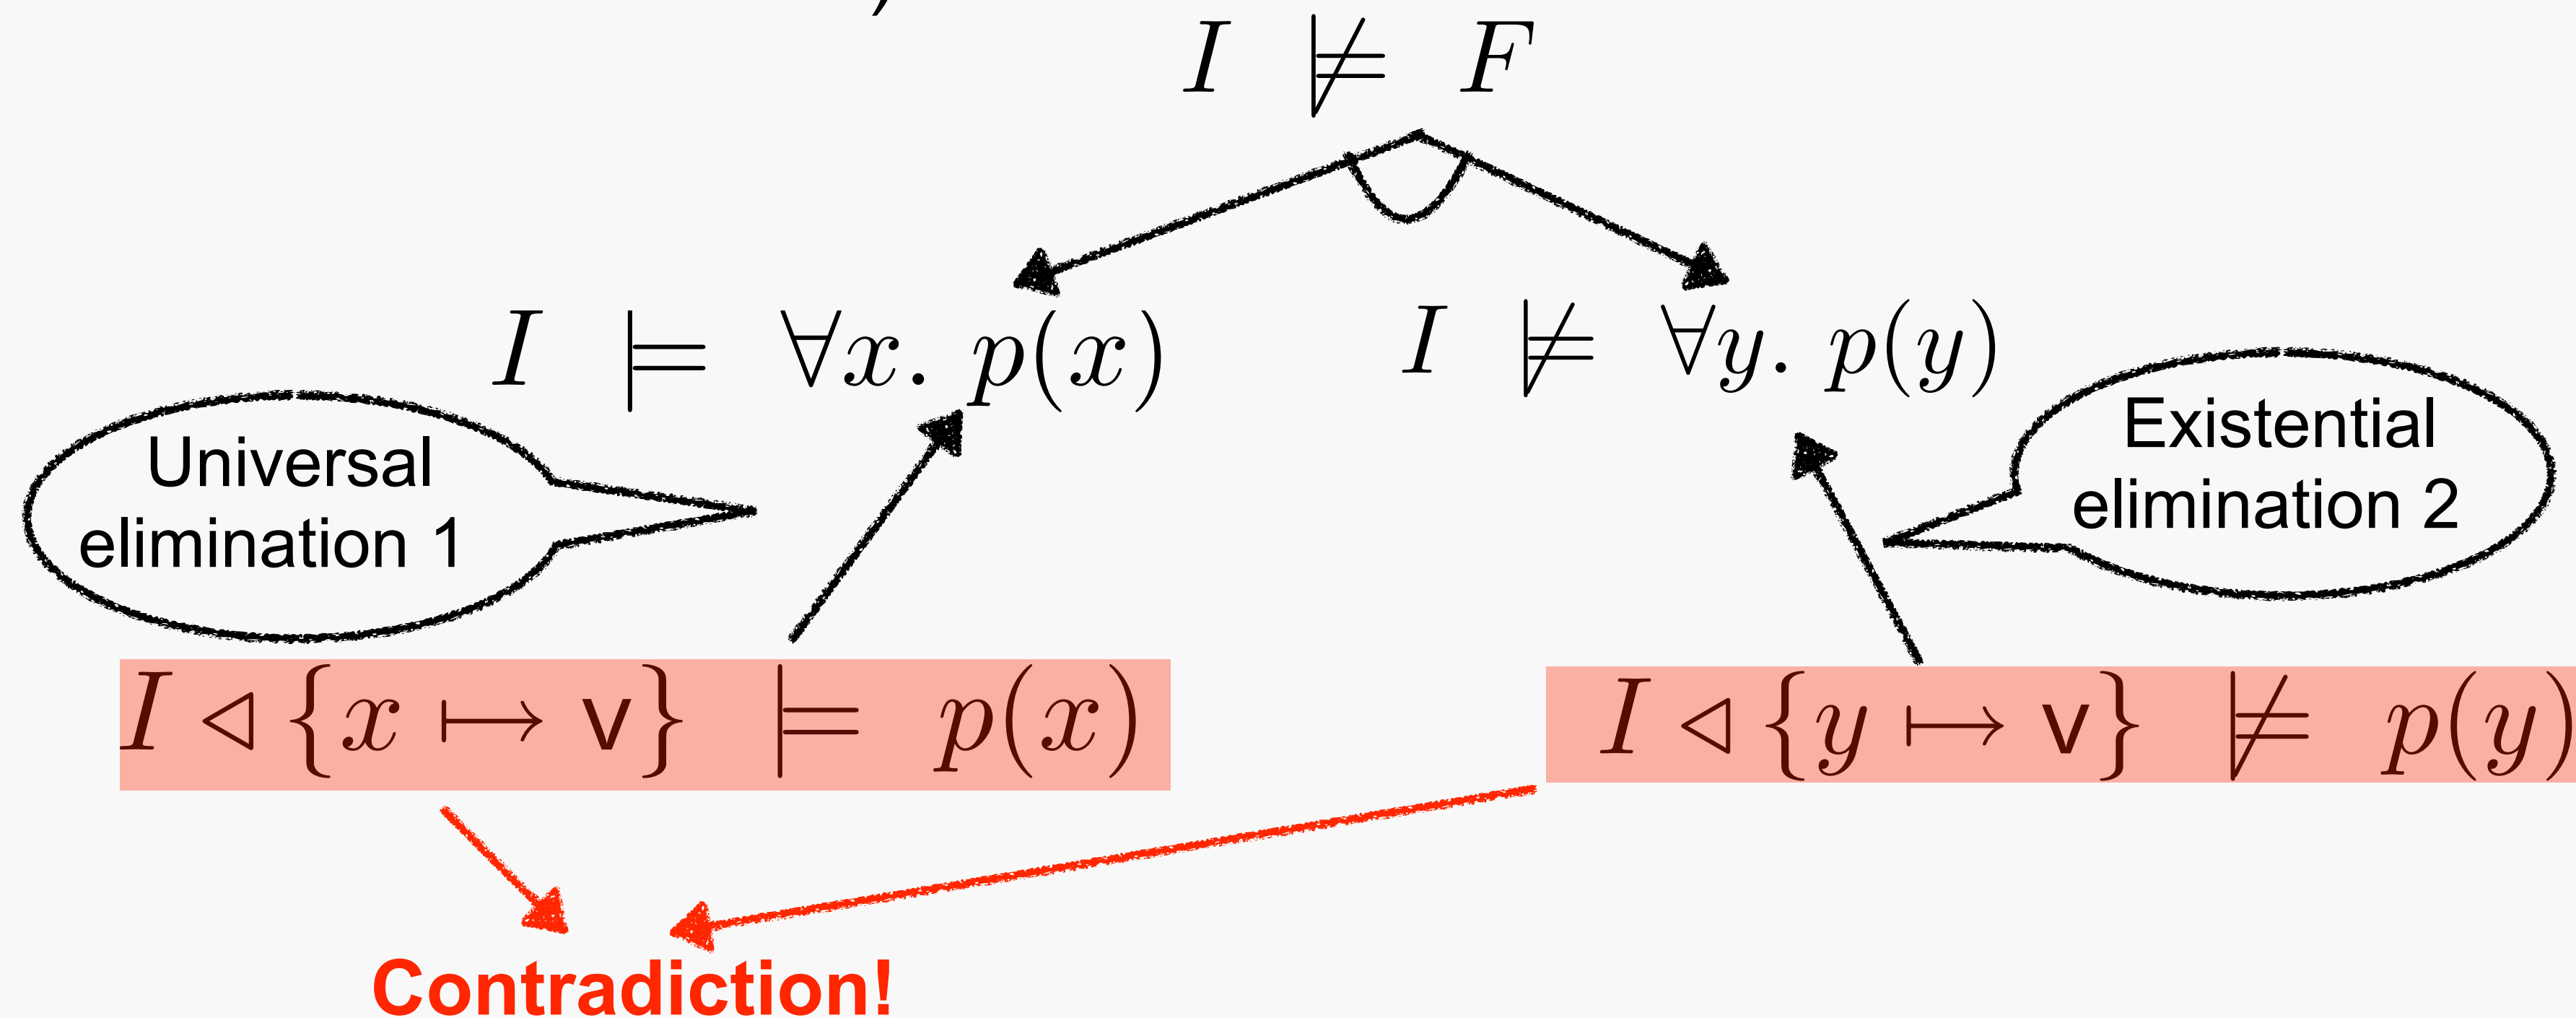 I ⊭ F
I ⊨ ∀x. p(x)
I ⊭ ∀y. p(y)
Universal
elimination 1
Existential
elimination 2
I ◁ {x ↦ v} ⊨ p(x)
I ◁ {y ↦ v} ⊭ p(y)
Contradiction!